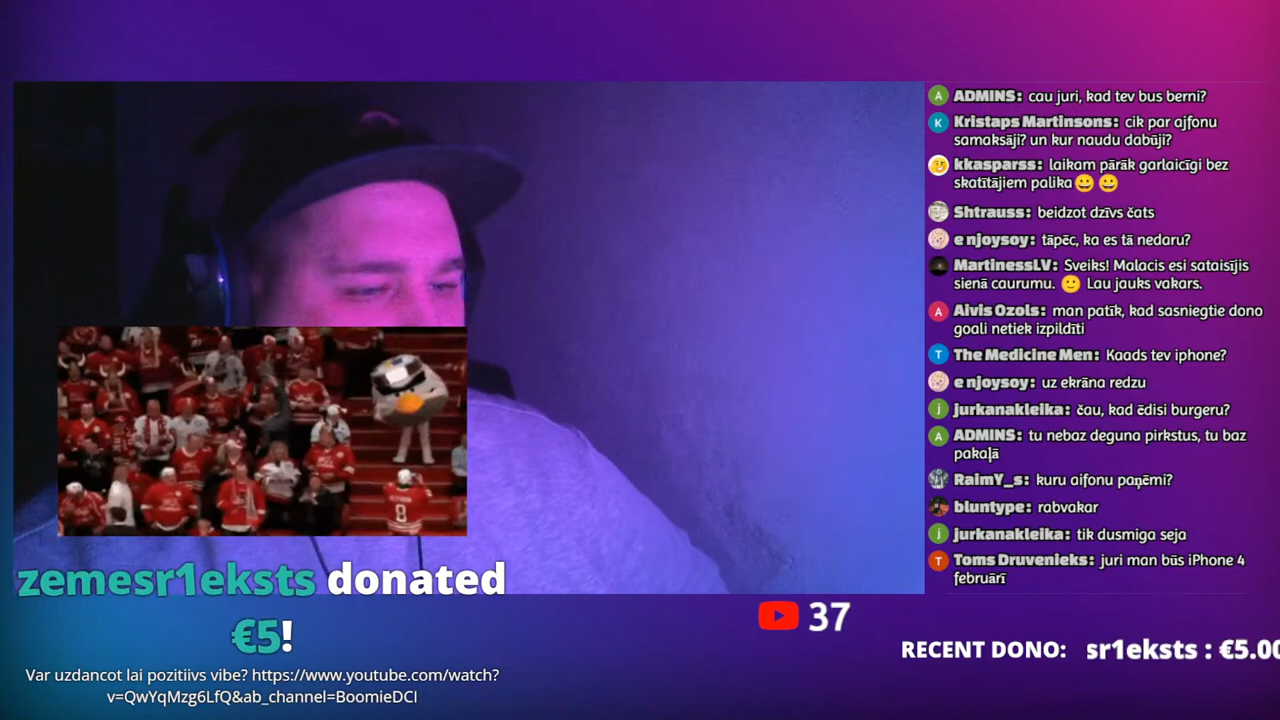 A ADMINS: cau juri, kad tev bus berni?
K Kristaps Martinsons: cik par ajfonu
samaksāji? un kur naudu dabūji?
kkasparss: laikam pārāk garlaicīgi bez
skatītājiem palika😀 😀
Shtrauss: beidzot dzīvs čats
e njoysoy: tāpēc, ka es tā nedaru?
MartinessLV: Sveiks! Malacis esi sataisījis
sienā caurumu. 🙂 Lau jauks vakars.
A Alvis Ozols: man patīk, kad sasniegtie dono
goali netiek izpildīti
T The Medicine Men: Kaads tev iphone?
e njoysoy: uz ekrāna redzu
j jurkanakleika: čau, kad ēdisi burgeru?
A ADMINS: tu nebaz deguna pirkstus, tu baz
pakaļā
RaimY_s: kuru aifonu paņēmi?
bluntype: rabvakar
j jurkanakleika: tik dusmiga seja
T Toms Druvenieks: juri man būs iPhone 4
februārī
8
zemesr1eksts donated
€5!
Var uzdancot lai pozitiivs vibe? https://www.youtube.com/watch?
v=QwYqMzg6LfQ&ab_channel=BoomieDCI
37
RECENT DONO: sr1eksts : €5.00